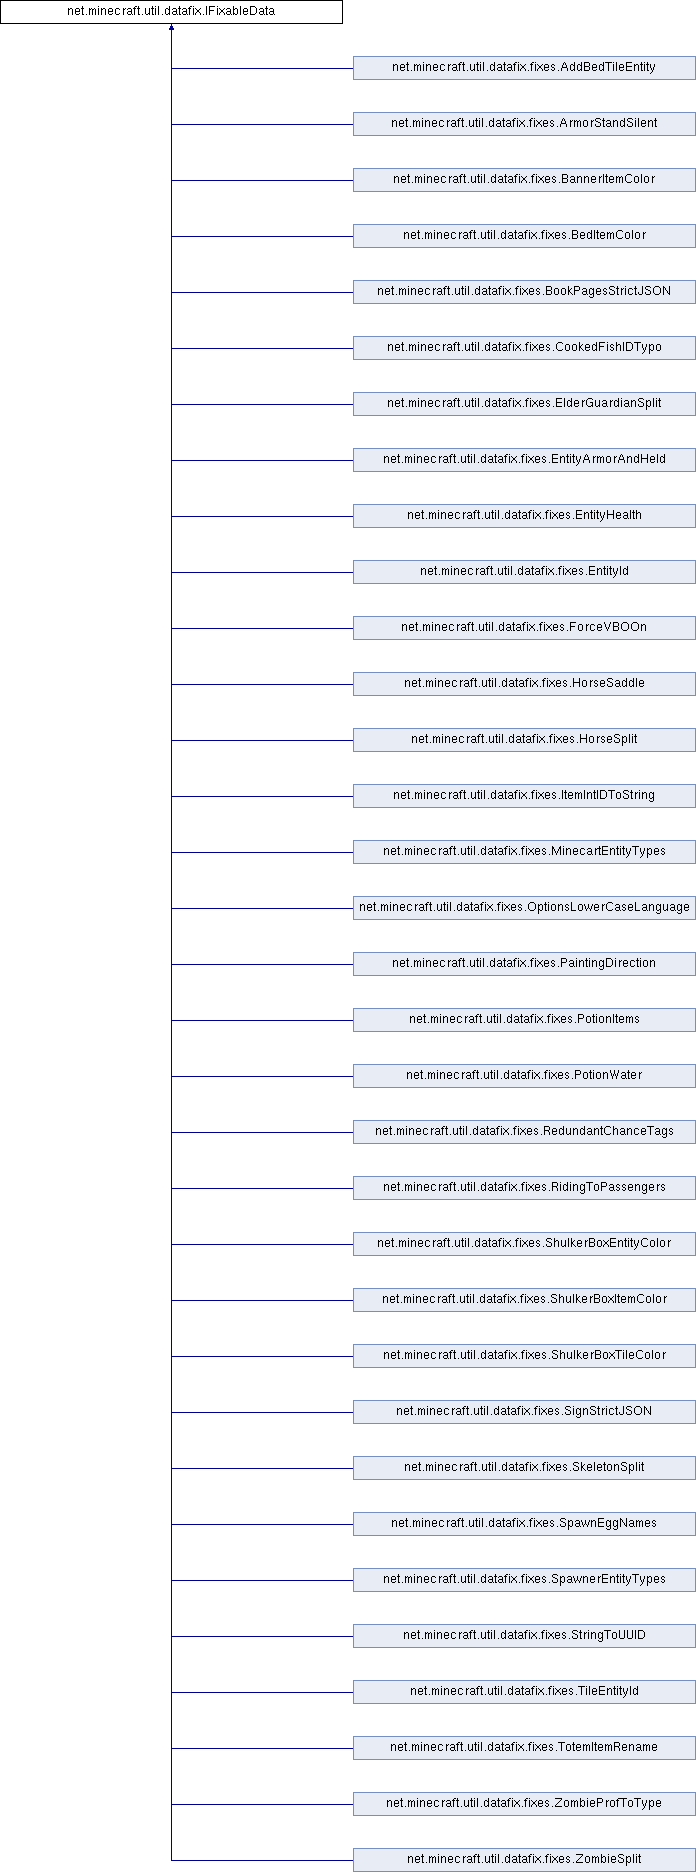 net.minecraft.util.datafix.IFixableData
net.minecraft.util.datafix.fixes.AddBedTileEntity
net.minecraft.util.datafix.fixes.ArmorStandSilent
net.minecraft.util.datafix.fixes.BannerItemColor
net.minecraft.util.datafix.fixes.BedItemColor
net.minecraft.util.datafix.fixes.BookPagesStrictJSON
net.minecraft.util.datafix.fixes.CookedFishIDTypo
net.minecraft.util.datafix.fixes.ElderGuardianSplit
net.minecraft.util.datafix.fixes.EntityArmorAndHeld
net.minecraft.util.datafix.fixes.EntityHealth
net.minecraft.util.datafix.fixes.EntityId
net.minecraft.util.datafix.fixes.ForceVBOOn
net.minecraft.util.datafix.fixes.HorseSaddle
net.minecraft.util.datafix.fixes.HorseSplit
net.minecraft.util.datafix.fixes.ItemIntIDToString
net.minecraft.util.datafix.fixes.MinecartEntityTypes
net.minecraft.util.datafix.fixes.OptionsLowerCaseLanguage
net.minecraft.util.datafix.fixes.PaintingDirection
net.minecraft.util.datafix.fixes.PotionItems
net.minecraft.util.datafix.fixes.PotionWater
net.minecraft.util.datafix.fixes.RedundantChanceTags
net.minecraft.util.datafix.fixes.RidingToPassengers
net.minecraft.util.datafix.fixes.ShulkerBoxEntityColor
net.minecraft.util.datafix.fixes.ShulkerBoxItemColor
net.minecraft.util.datafix.fixes.ShulkerBoxTileColor
net.minecraft.util.datafix.fixes.SignStrictJSON
net.minecraft.util.datafix.fixes.SkeletonSplit
net.minecraft.util.datafix.fixes.SpawnEggNames
net.minecraft.util.datafix.fixes.SpawnerEntityTypes
net.minecraft.util.datafix.fixes.StringToUUID
net.minecraft.util.datafix.fixes.TileEntityId
net.minecraft.util.datafix.fixes.TotemItemRename
net.minecraft.util.datafix.fixes.ZombieProfToType
net.minecraft.util.datafix.fixes.ZombieSplit